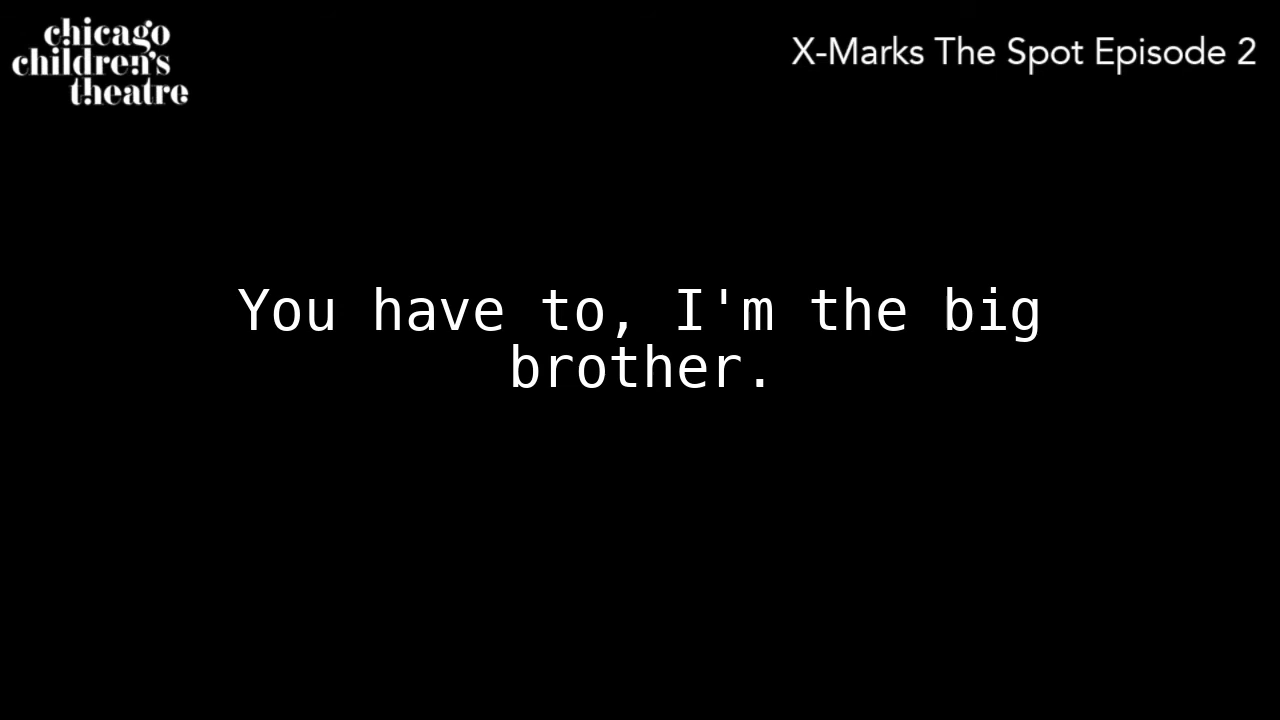 chicago
children's
theatre
X-Marks The Spot Episode 2
You have to, I'm the big
brother.